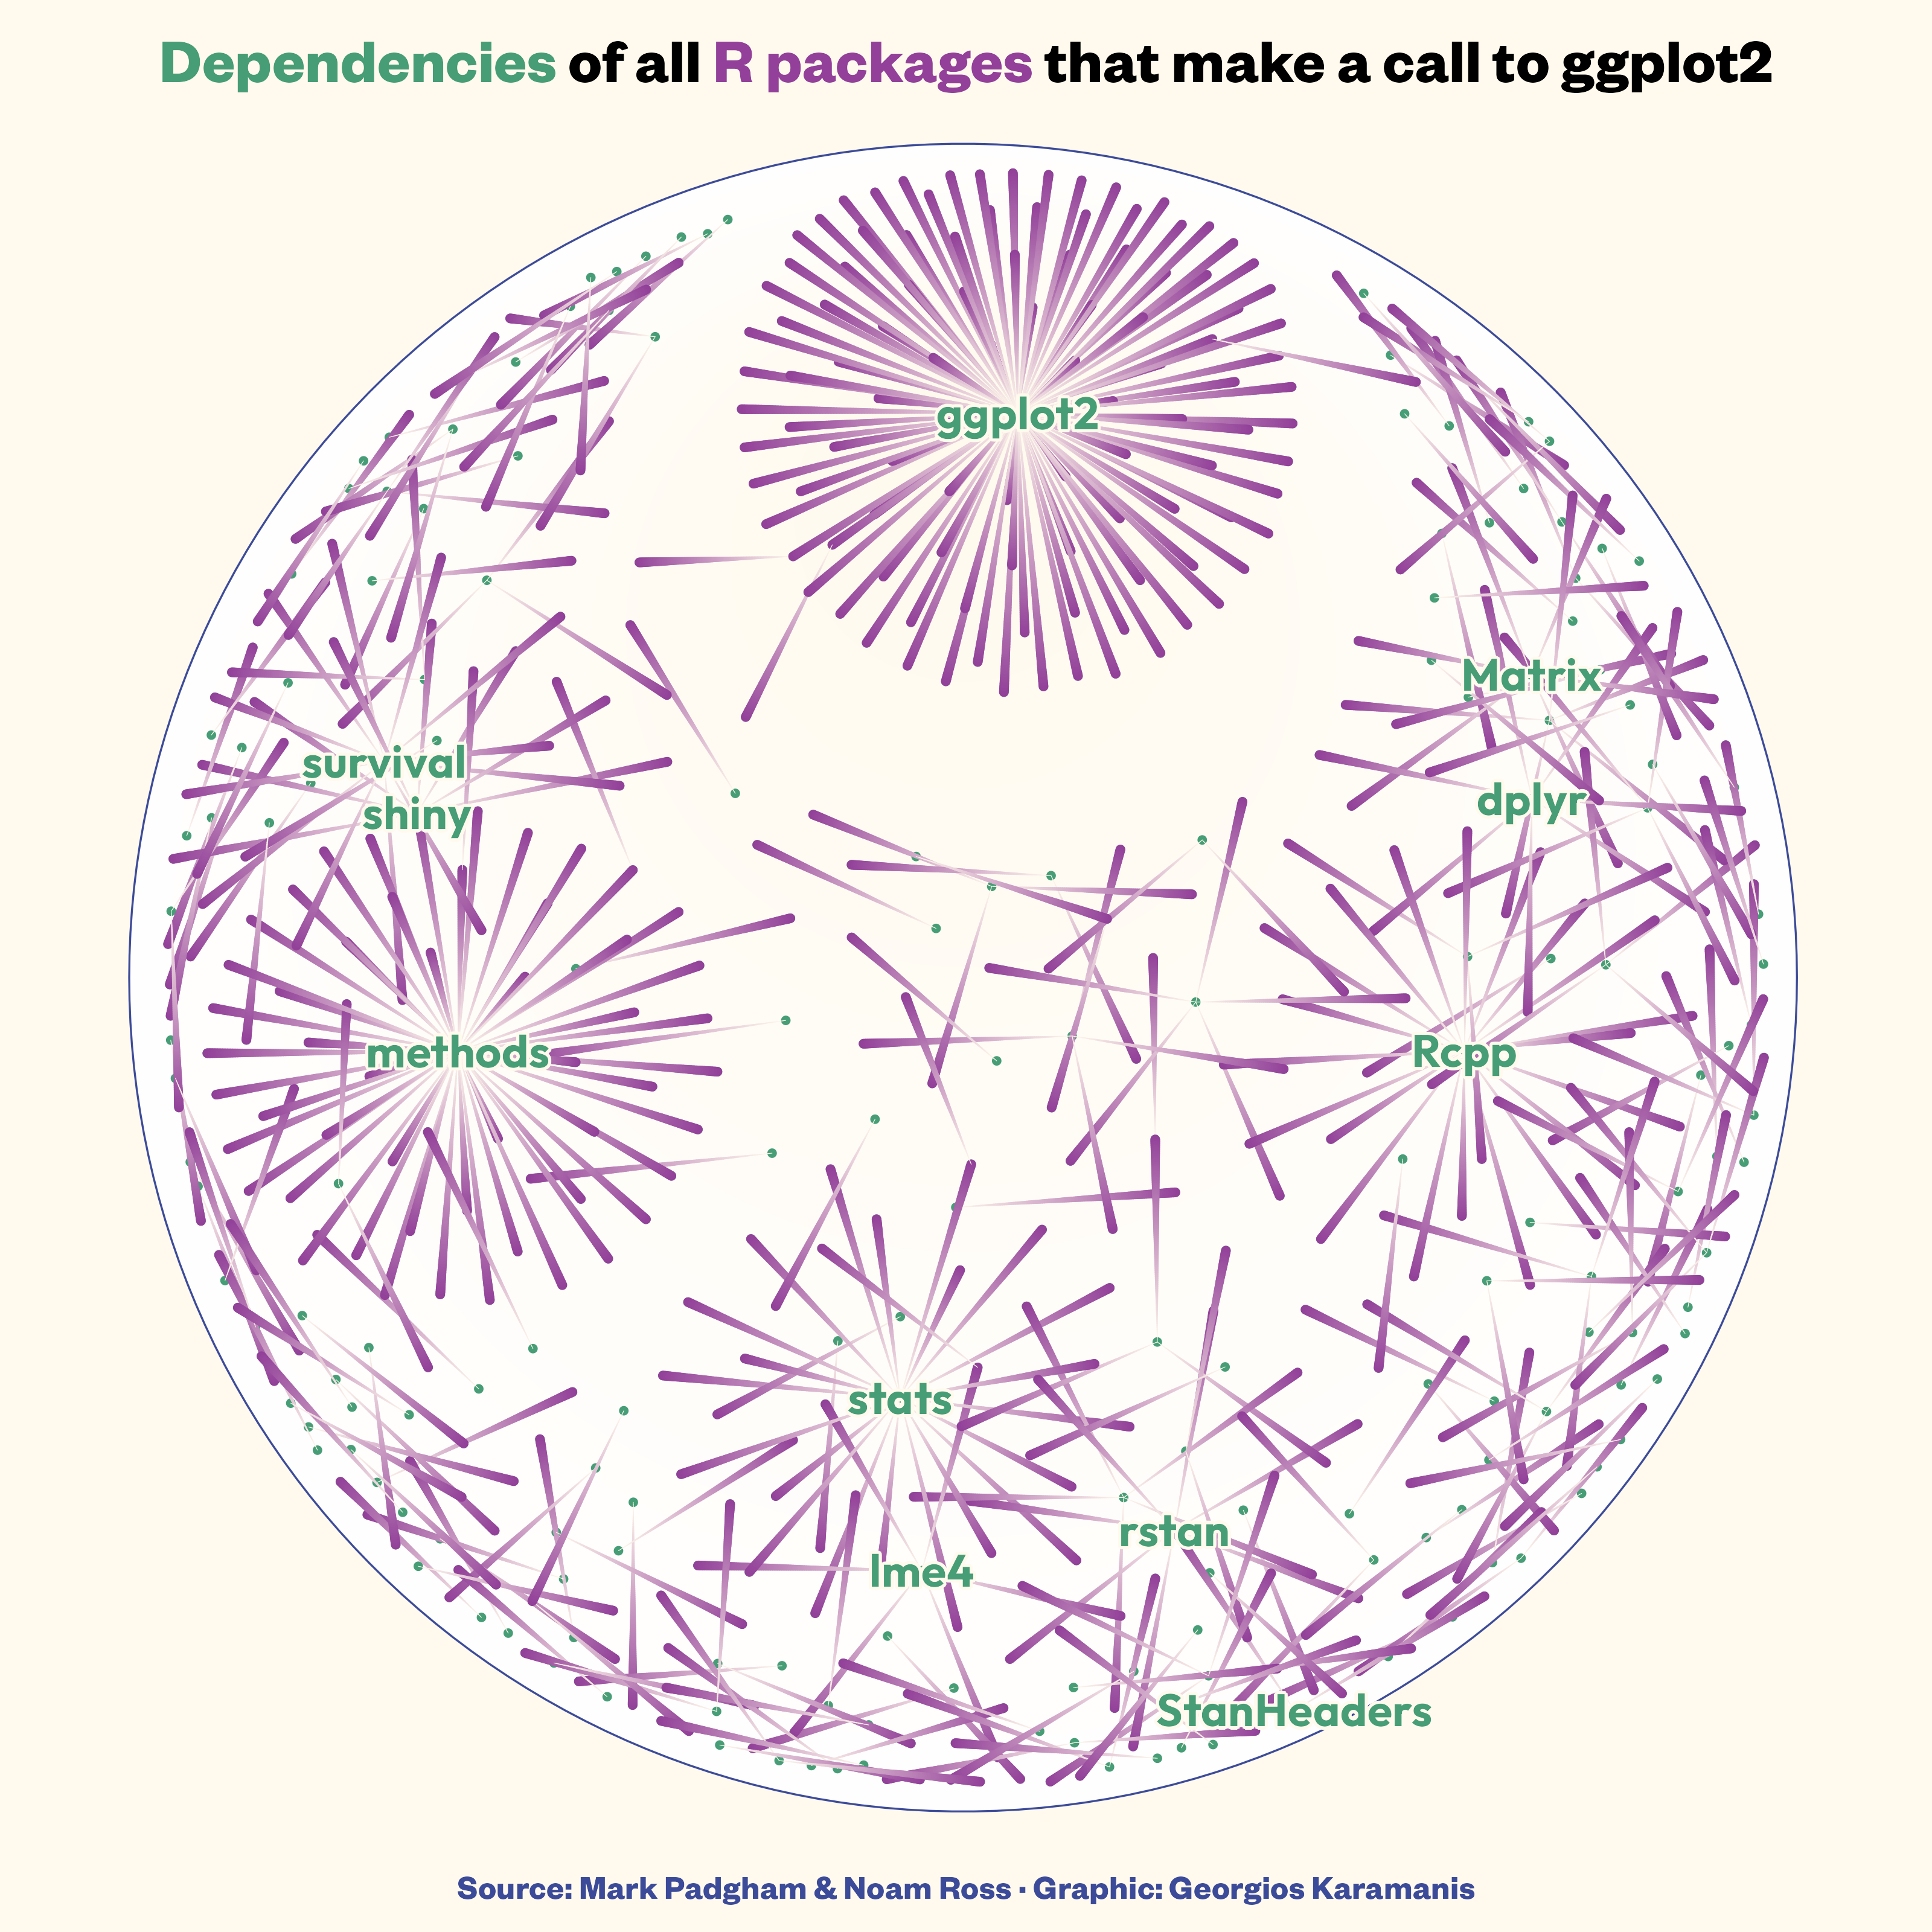 Dependencies of all R packages that make a call to ggplot2
ggplot2
Matrix
survival
dplyr
shiny
methods
Rcpp
stats
rstan
lme4
StanHeaders
Source: Mark Padgham & Noam Ross · Graphic: Georgios Karamanis